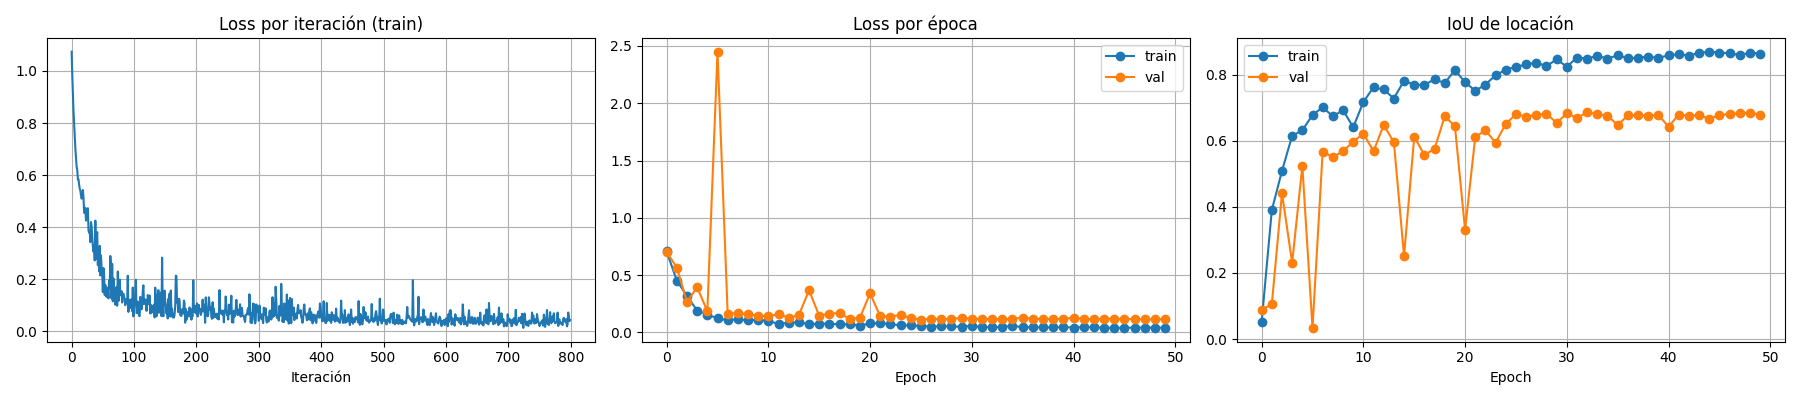 Loss por iteración (train)
1.0
0.8
0.6
0.4
0.2
0.0
0 100 200 300 400 500 600 700 800
Iteración
Loss por época
train
val
2.5
2.0
1.5
1.0
0.5
0.0
0 10 20 30 40 50
Epoch
IoU de locación
train
val
0.8
0.6
0.4
0.2
0.0
0 10 20 30 40 50
Epoch